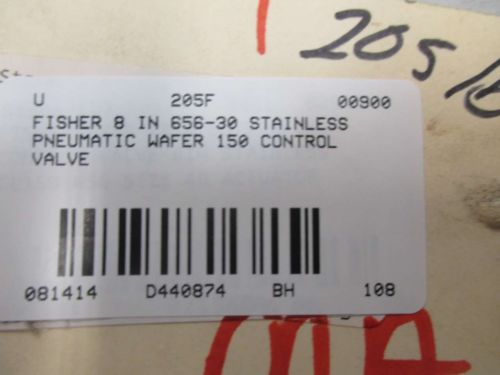 205/
U 205F 00900
FISHER 8 IN 656-30 STAINLESS
PNEUMATIC WAFER 150 CONTROL
VALVE
081414 D440874 BH 108